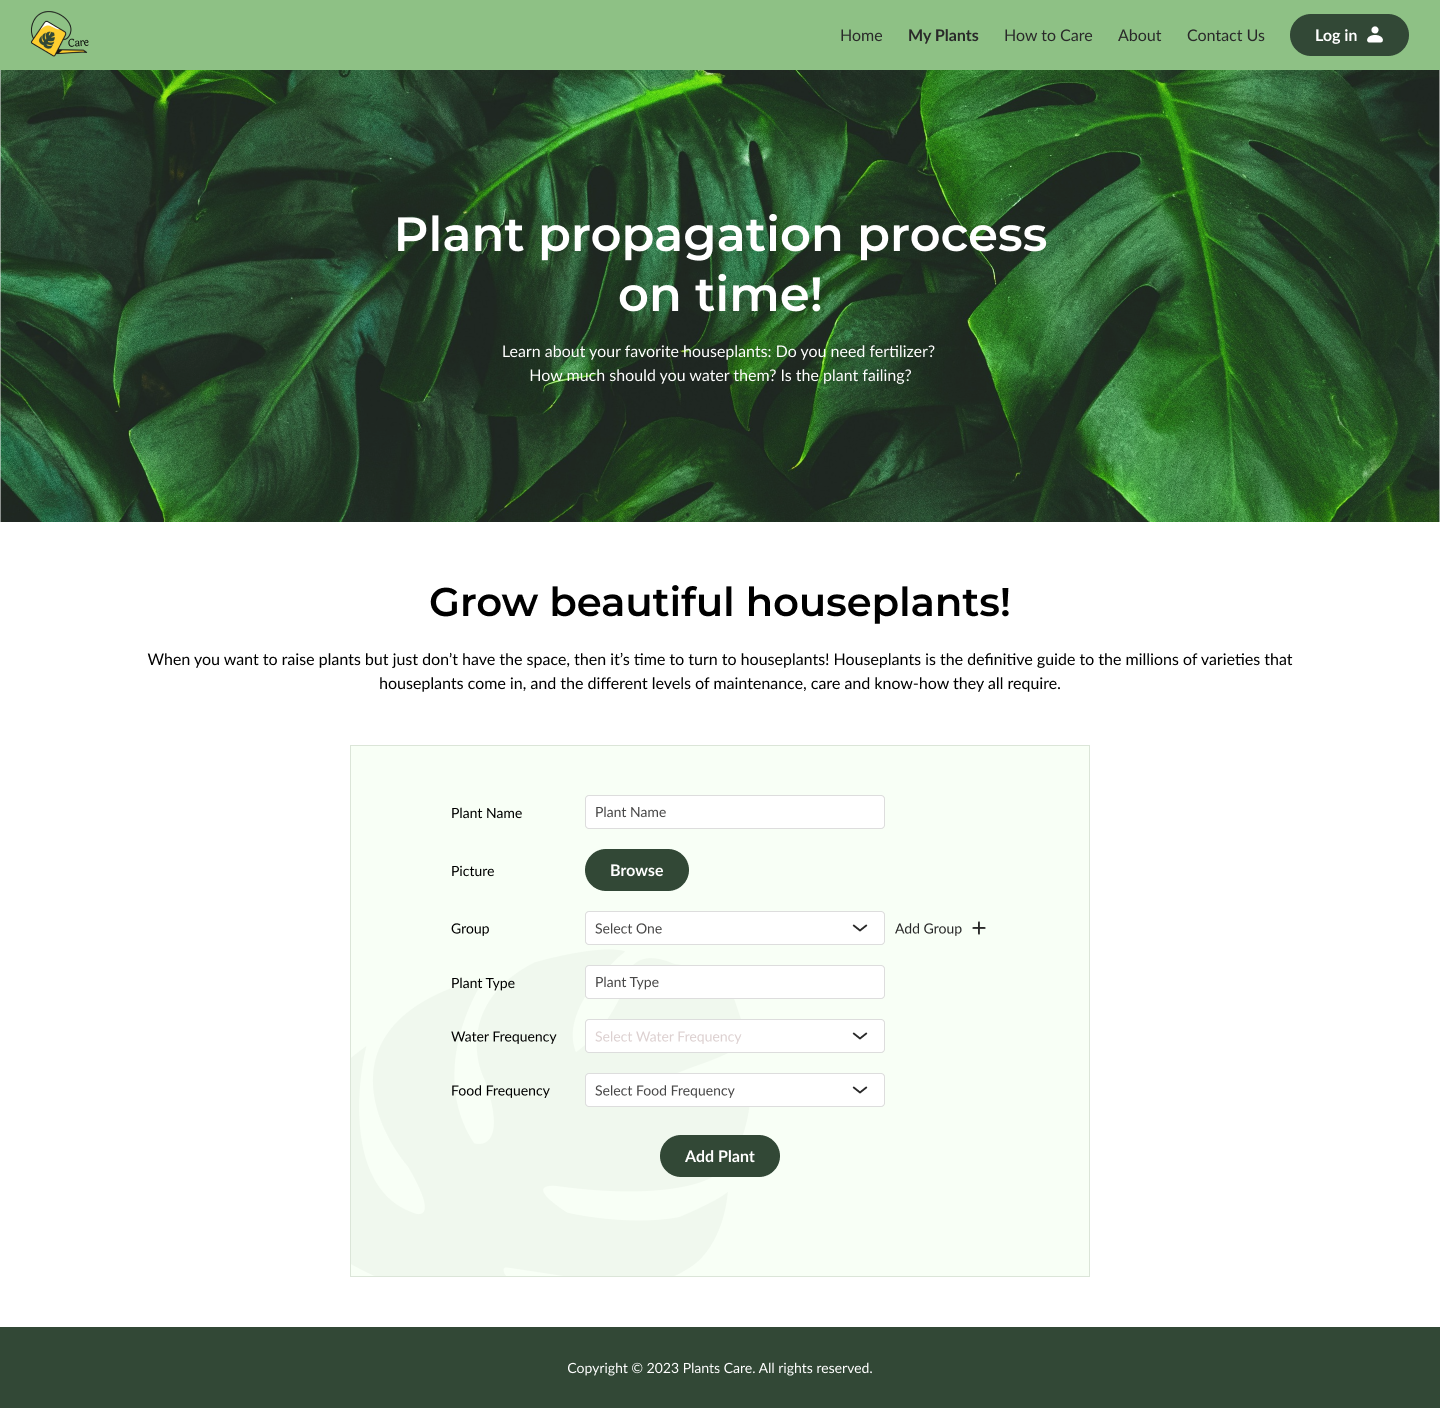 Care
Home My Plants How to Care About Contact Us Log in
Plant propagation process
on time!
Learn about your favorite houseplants: Do you need fertilizer?
How much should you water them? Is the plant failing?
Grow beautiful houseplants!
When you want to raise plants but just don’t have the space, then it’s time to turn to houseplants! Houseplants is the definitive guide to the millions of varieties that
houseplants come in, and the different levels of maintenance, care and know-how they all require.
Plant Name Plant Name
Picture Browse
Group Select One Add Group
Plant Type Plant Type
Water Frequency Select Water Frequency
Food Frequency Select Food Frequency
Add Plant
Copyright © 2023 Plants Care. All rights reserved.